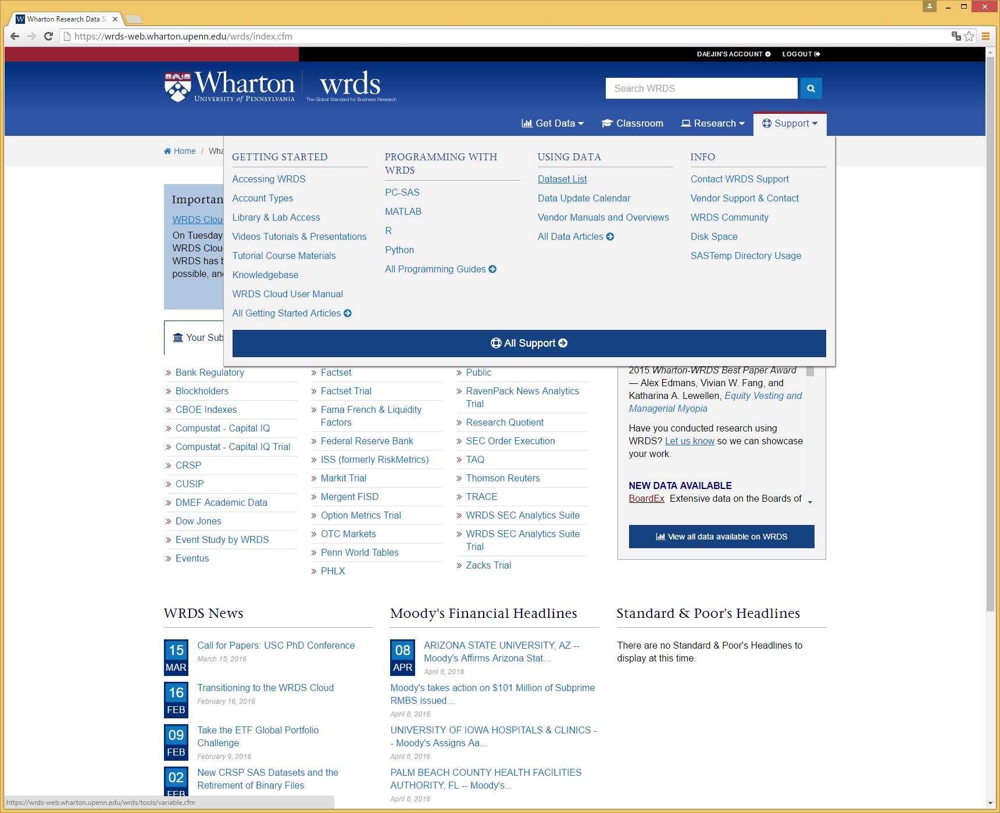 Wharton Research Data Se
https://wrds-web.wharton.upenn.edu/wrds/index.cfm
DAEJIN'S ACCOUNT
LOGOUT
Wharton
UNIVERSITY OF PENNSYLVANIA
wrds
The Global Standard for Business Research
Search WRDS
Get Data
Classroom
Research
Support
Home / Wha
GETTING STARTED
Accessing WRDS
Account Types
Library & Lab Access
Videos Tutorials & Presentations
Tutorial Course Materials
Knowledgebase
WRDS Cloud User Manual
All Getting Started Articles
PROGRAMMING WITH
WRDS
PC-SAS
MATLAB
R
Python
All Programming Guides
USING DATA
Dataset List
Data Update Calendar
Vendor Manuals and Overviews
All Data Articles
INFO
Contact WRDS Support
Vendor Support & Contact
WRDS Community
Disk Space
SASTemp Directory Usage
All Support
Importan
WRDS Clou
On Tuesday
WRDS Clou
WRDS has b
possible, an
Your Sub
» Bank Regulatory
» Blockholders
» CBOE Indexes
» Compustat - Capital IQ
» Compustat - Capital IQ Trial
» CRSP
» CUSIP
» DMEF Academic Data
» Dow Jones
» Event Study by WRDS
» Eventus
» Factset
» Factset Trial
» Fama French & Liquidity
Factors
» Federal Reserve Bank
» ISS (formerly RiskMetrics)
» Markit Trial
» Mergent FISD
» Option Metrics Trial
» OTC Markets
» Penn World Tables
» PHLX
» Public
» RavenPack News Analytics
Trial
» Research Quotient
» SEC Order Execution
» TAQ
» Thomson Reuters
» TRACE
» WRDS SEC Analytics Suite
» WRDS SEC Analytics Suite
Trial
» Zacks Trial
2015 Wharton-WRDS Best Paper Award
— Alex Edmans, Vivian W. Fang, and
Katharina A. Lewellen, Equity Vesting and
Managerial Myopia
Have you conducted research using
WRDS? Let us know so we can showcase
your work.
NEW DATA AVAILABLE
BoardEx Extensive data on the Boards of
View all data available on WRDS
WRDS News
15
MAR
Call for Papers: USC PhD Conference
March 15, 2016
16
FEB
Transitioning to the WRDS Cloud
February 16, 2016
09
FEB
Take the ETF Global Portfolio
Challenge
February 9, 2016
02
FEB
New CRSP SAS Datasets and the
Retirement of Binary Files
Moody's Financial Headlines
08
APR
ARIZONA STATE UNIVERSITY, AZ --
Moody's Affirms Arizona Stat...
April 8, 2016
Moody's takes action on $101 Million of Subprime
RMBS issued...
April 8, 2016
UNIVERSITY OF IOWA HOSPITALS & CLINICS -
- Moody's Assigns Aa...
April 8, 2016
PALM BEACH COUNTY HEALTH FACILITIES
AUTHORITY, FL -- Moody's...
April 8, 2016
Standard & Poor's Headlines
There are no Standard & Poor's Headlines to
display at this time.
https://wrds-web.wharton.upenn.edu/wrds/tools/variable.cfm